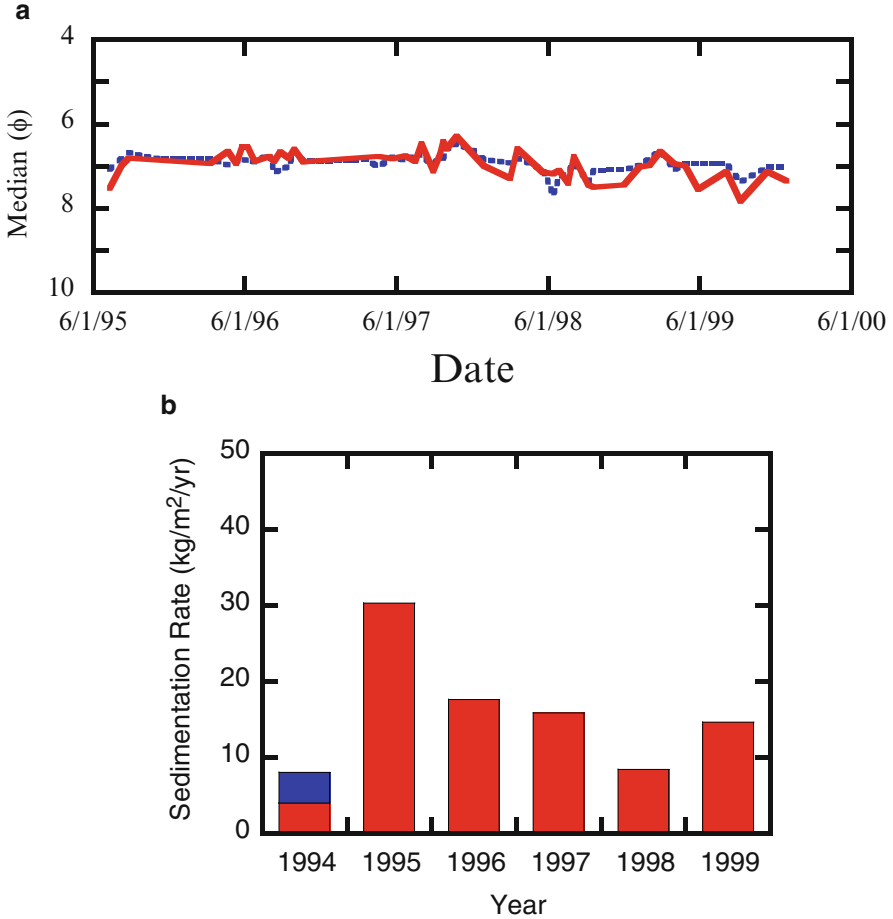 a
4
6
8
10
Median (ϕ)
6/1/95 6/1/96 6/1/97 6/1/98 6/1/99 6/1/00
Date
b
50
40
30
20
10
0
Sedimentation Rate (kg/m²/yr)
1994 1995 1996 1997 1998 1999
Year